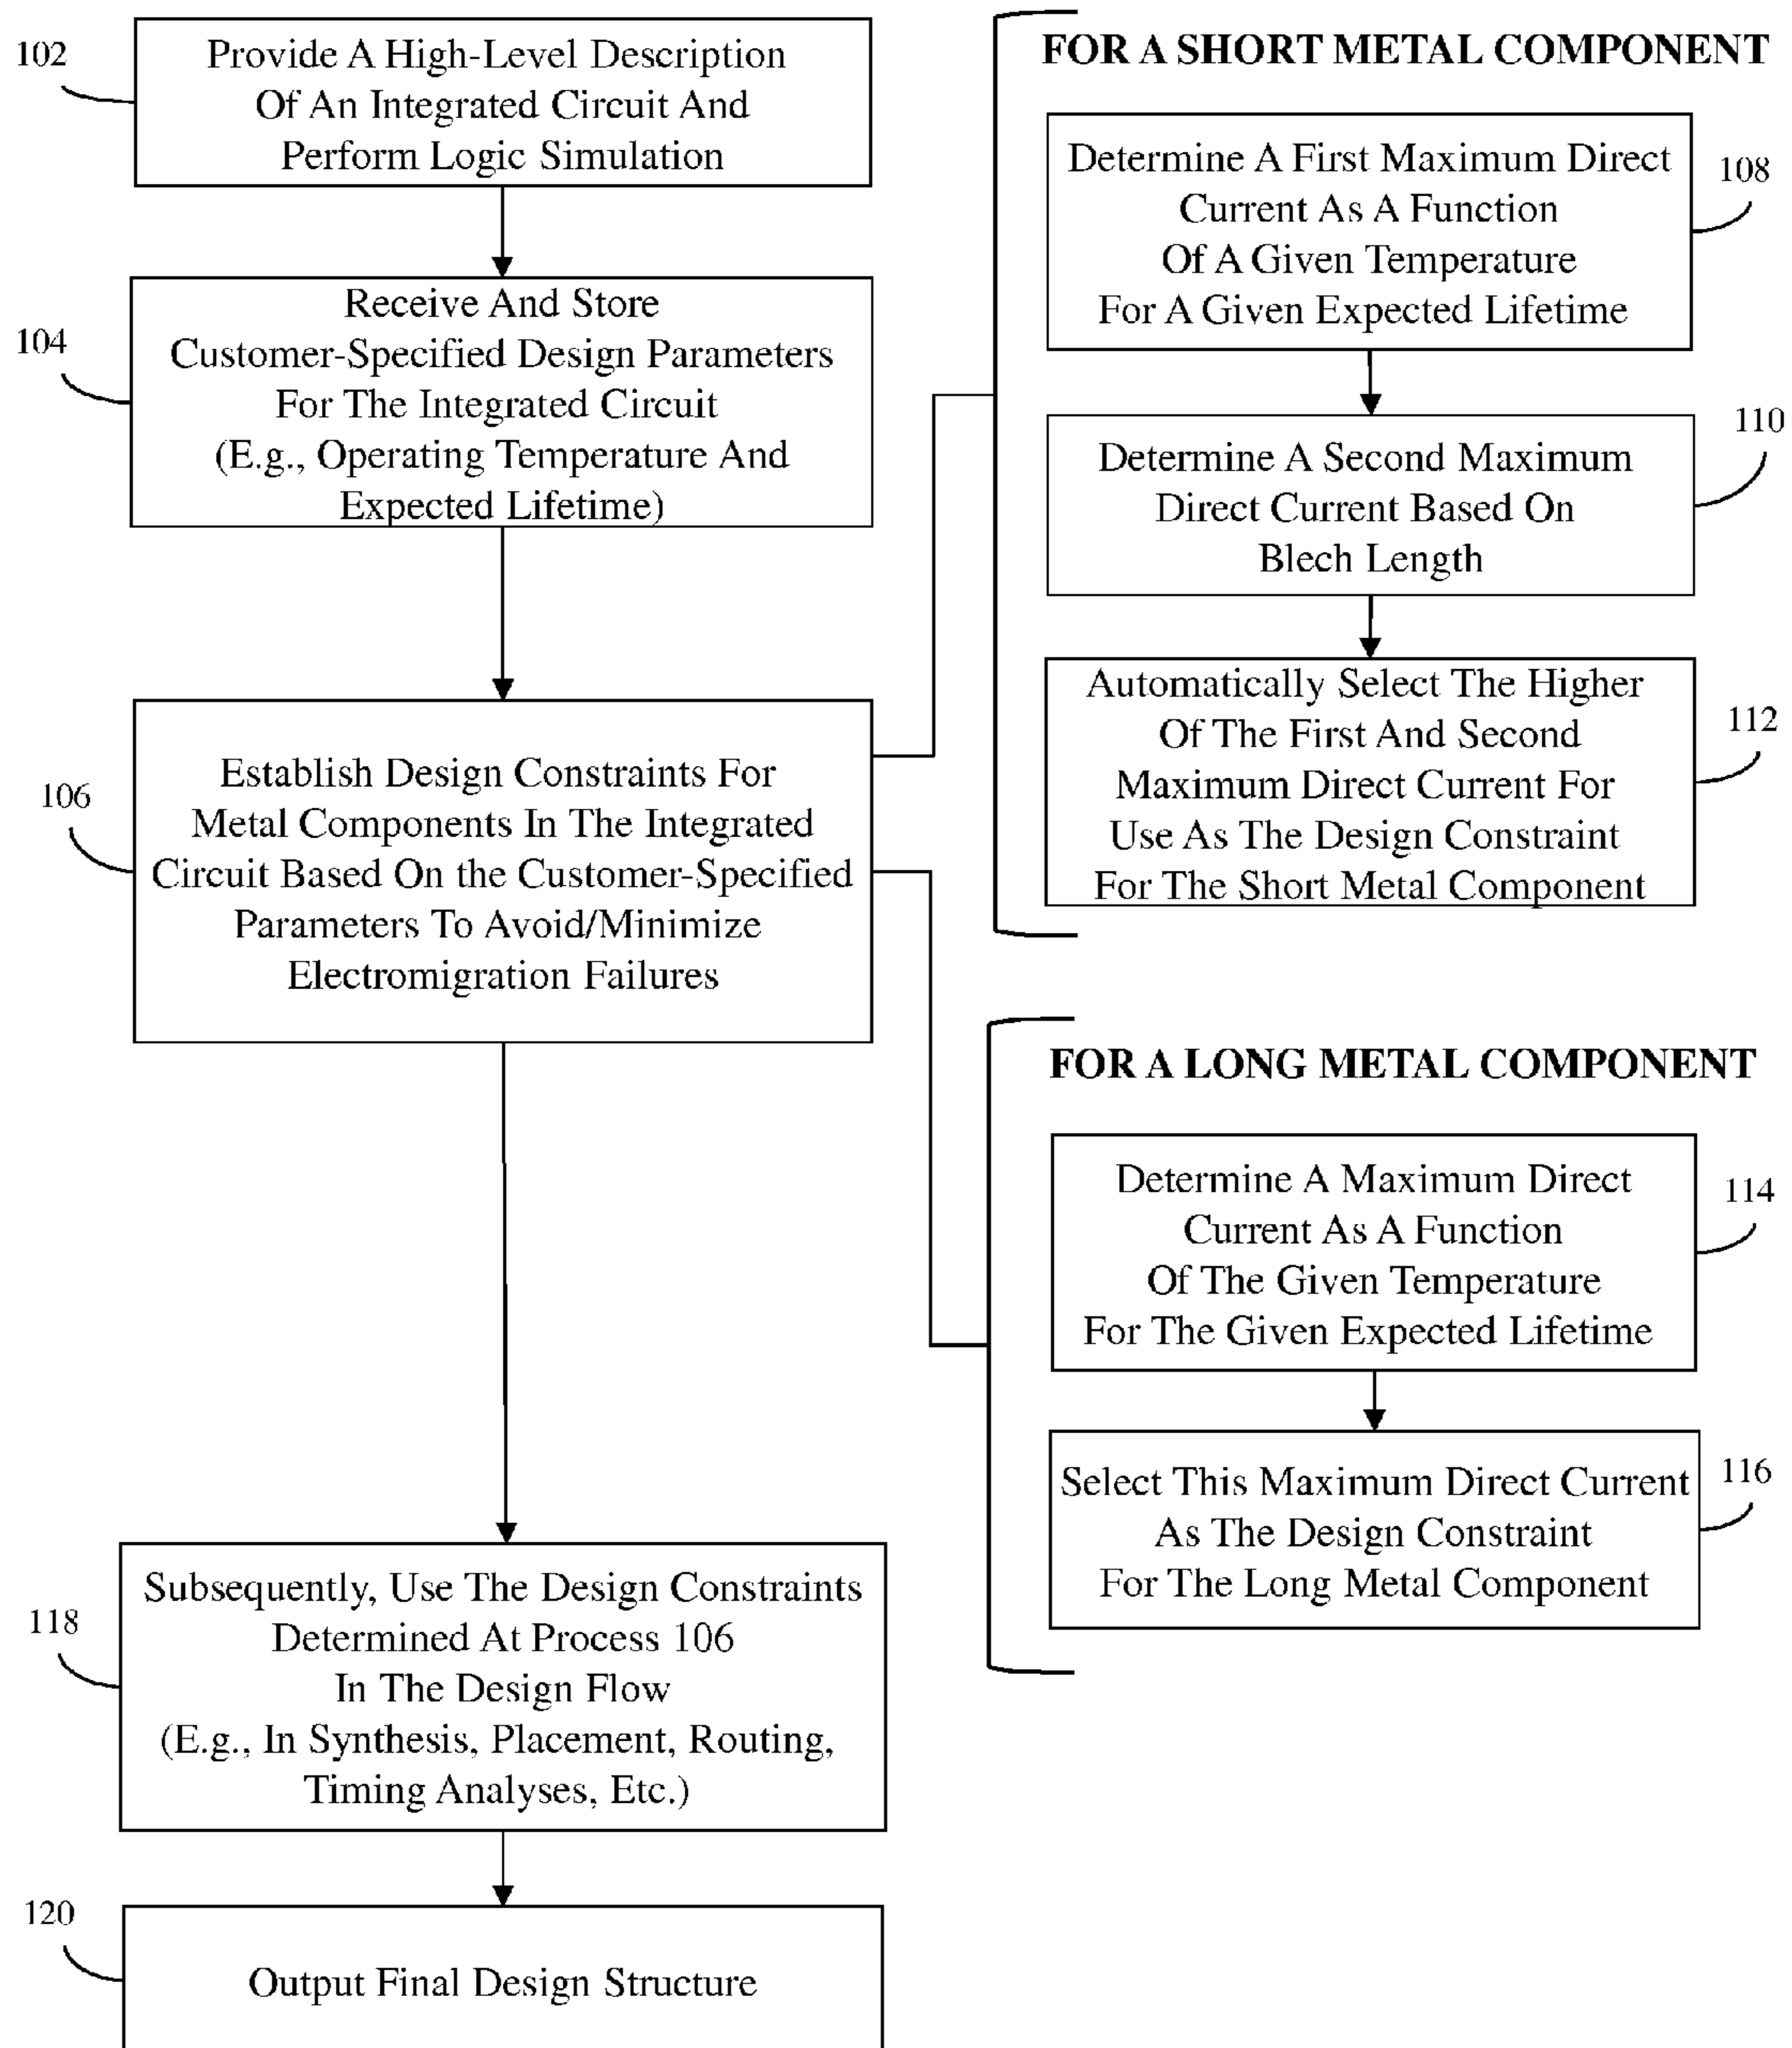 102
Provide A High-Level Description
Of An Integrated Circuit And
Perform Logic Simulation
104
Receive And Store
Customer-Specified Design Parameters
For The Integrated Circuit
(E.g., Operating Temperature And
Expected Lifetime)
106
Establish Design Constraints For
Metal Components In The Integrated
Circuit Based On the Customer-Specified
Parameters To Avoid/Minimize
Electromigration Failures
FOR A SHORT METAL COMPONENT
108
Determine A First Maximum Direct
Current As A Function
Of A Given Temperature
For A Given Expected Lifetime
110
Determine A Second Maximum
Direct Current Based On
Blech Length
112
Automatically Select The Higher
Of The First And Second
Maximum Direct Current For
Use As The Design Constraint
For The Short Metal Component
FOR A LONG METAL COMPONENT
114
Determine A Maximum Direct
Current As A Function
Of The Given Temperature
For The Given Expected Lifetime
116
Select This Maximum Direct Current
As The Design Constraint
For The Long Metal Component
118
Subsequently, Use The Design Constraints
Determined At Process 106
In The Design Flow
(E.g., In Synthesis, Placement, Routing,
Timing Analyses, Etc.)
120
Output Final Design Structure